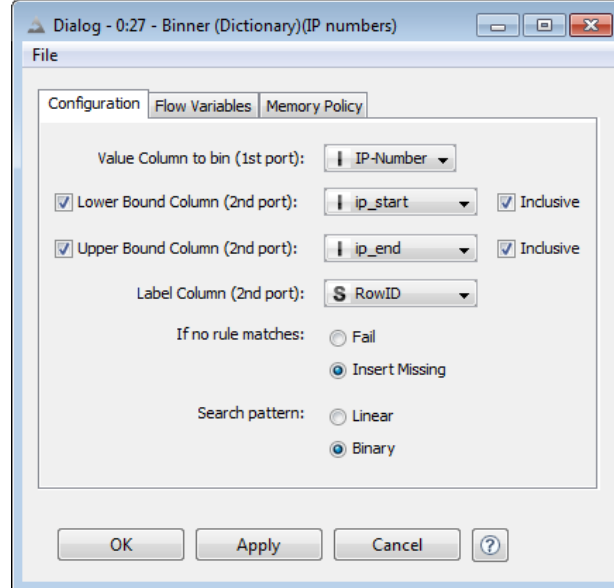 Dialog - 0:27 - Binner (Dictionary)(IP numbers)
File
Configuration Flow Variables Memory Policy
Value Column to bin (1st port): I IP-Number
Lower Bound Column (2nd port): I ip_start Inclusive
Upper Bound Column (2nd port): I ip_end Inclusive
Label Column (2nd port): S RowID
If no rule matches: Fail
Insert Missing
Search pattern: Linear
Binary
OK Apply Cancel ?